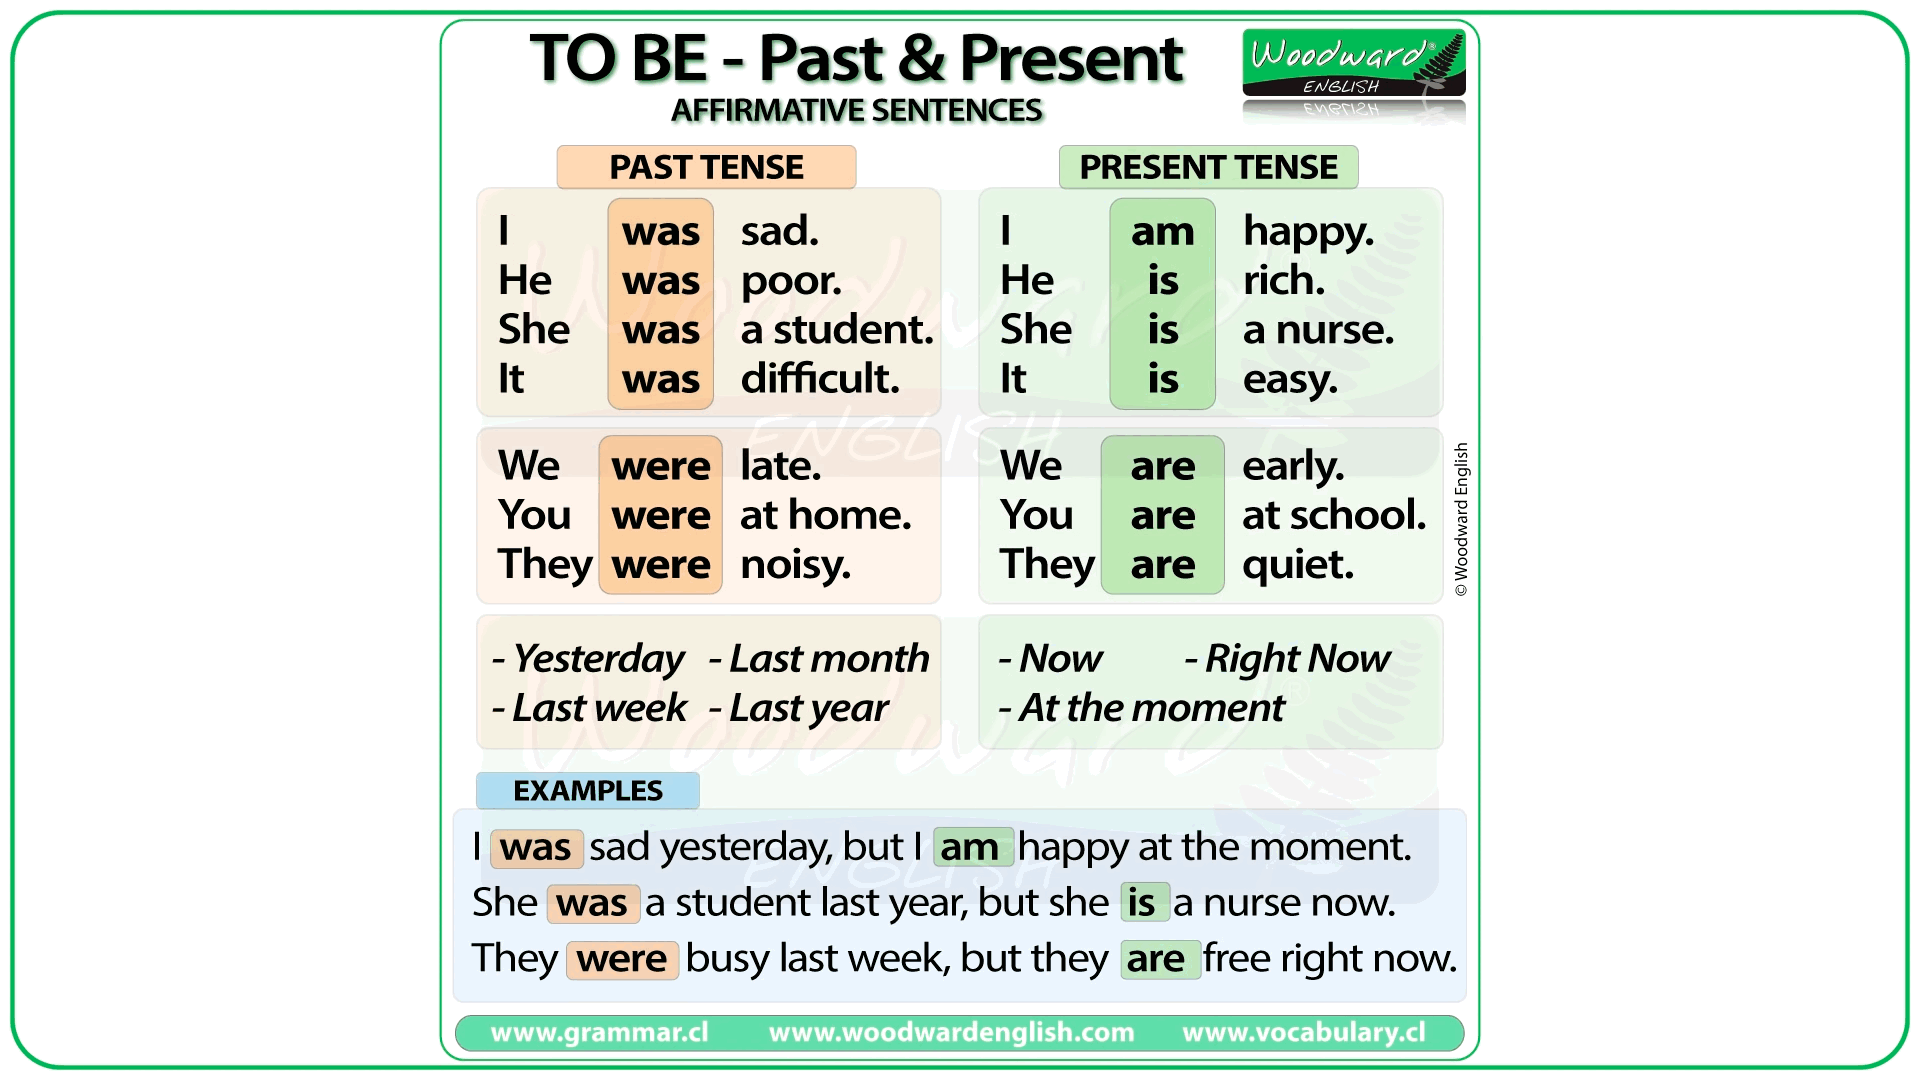 TO BE - Past & Present
AFFIRMATIVE SENTENCES
Woodward®
ENGLISH
PAST TENSE
I was sad.
He was poor.
She was a student.
It was difficult.
We were late.
You were at home.
They were noisy.
- Yesterday - Last month
- Last week - Last year
PRESENT TENSE
I am happy.
He is rich.
She is a nurse.
It is easy.
We are early.
You are at school.
They are quiet.
- Now - Right Now
- At the moment
© Woodward English
EXAMPLES
I was sad yesterday, but I am happy at the moment.
She was a student last year, but she is a nurse now.
They were busy last week, but they are free right now.
www.grammar.cl www.woodwardenglish.com www.vocabulary.cl